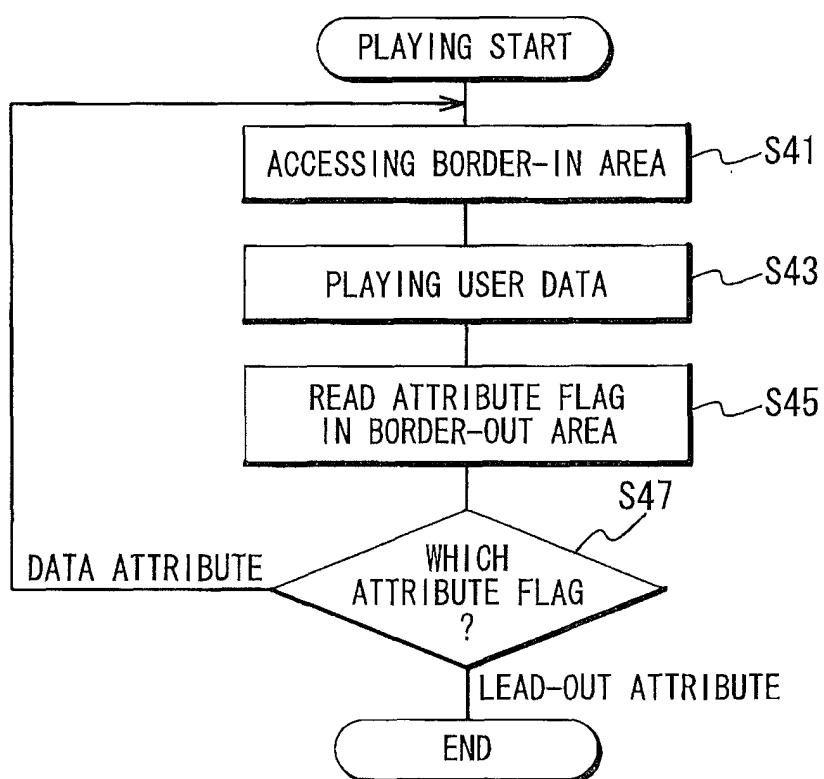 PLAYING START
ACCESSING BORDER-IN AREA
S41
PLAYING USER DATA
S43
READ ATTRIBUTE FLAG
IN BORDER-OUT AREA
S45
S47
DATA ATTRIBUTE
WHICH
ATTRIBUTE FLAG
?
LEAD-OUT ATTRIBUTE
END